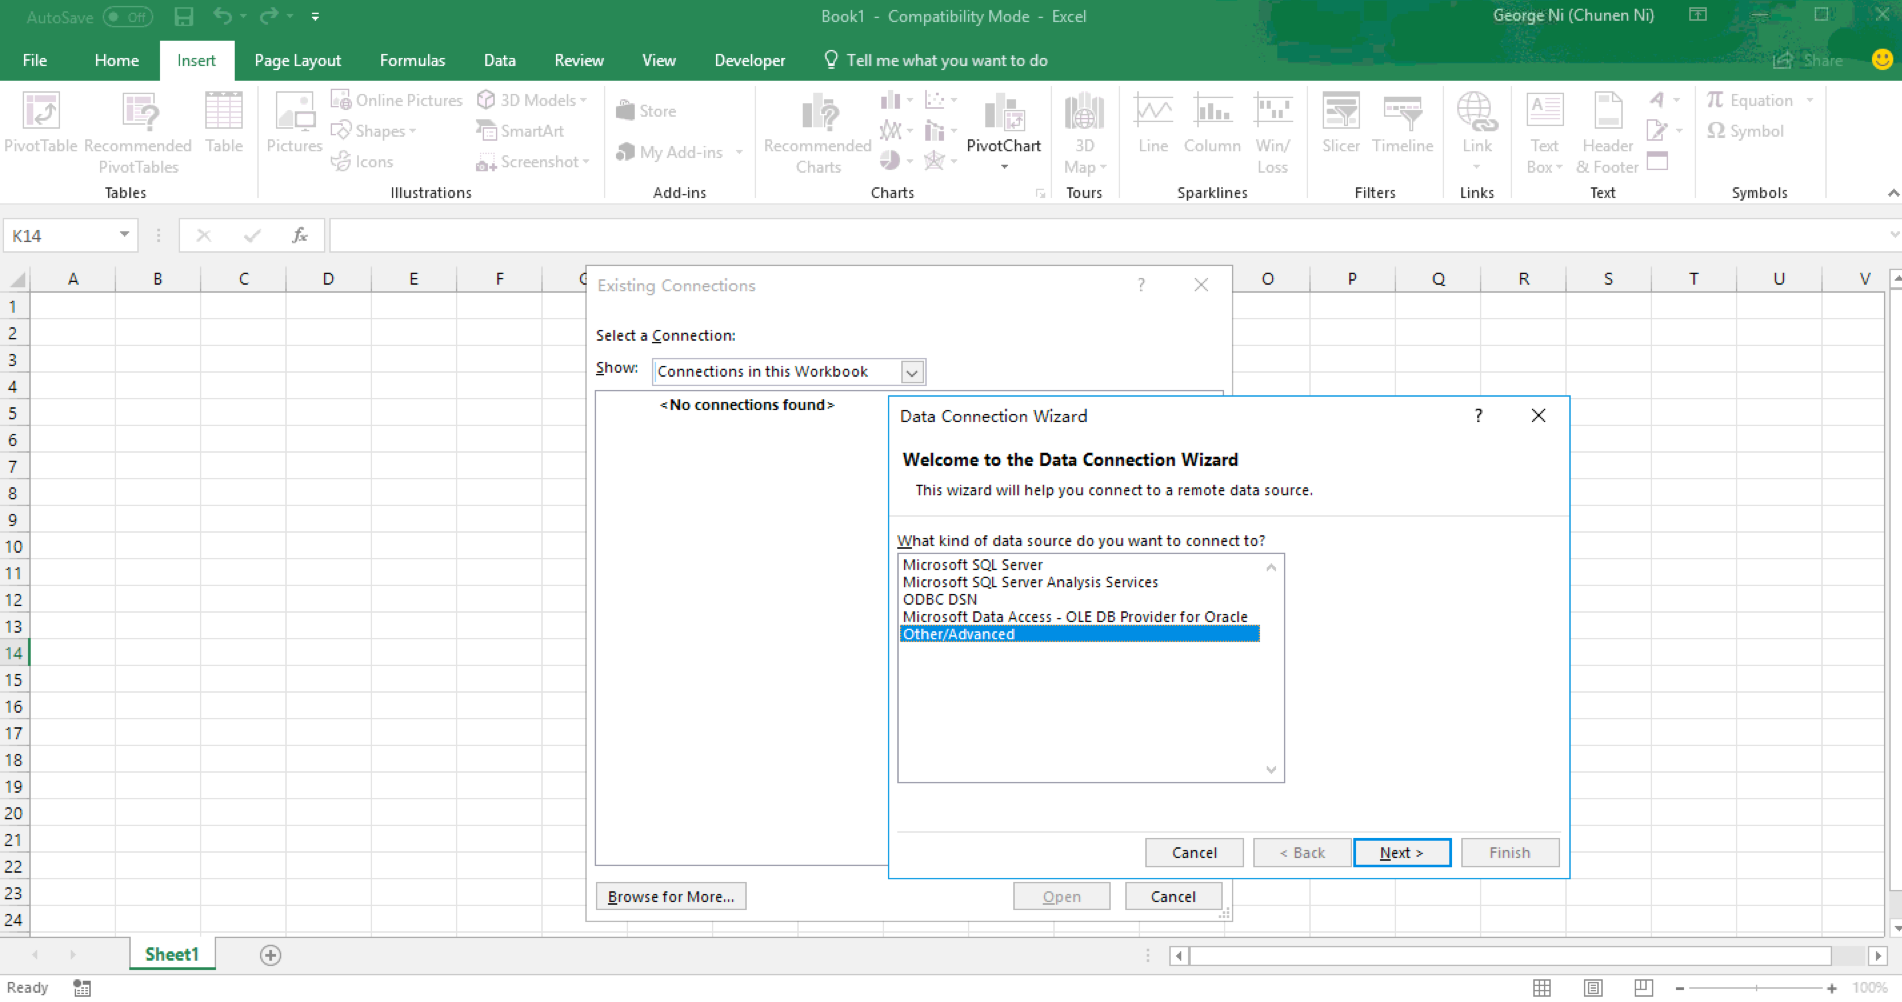 AutoSave Off
Book1 - Compatibility Mode - Excel
George Ni (Chunen Ni)
File Home Insert Page Layout Formulas Data Review View Developer Tell me what you want to do Share
PivotTable Recommended PivotTables Table
Tables
Pictures Online Pictures Shapes Icons 3D Models SmartArt Screenshot
Illustrations
Store
My Add-ins
Add-ins
Recommended Charts PivotChart
Charts
3D Map
Tours
Line Column Win/Loss
Sparklines
Slicer Timeline
Filters
Link
Links
Text Box Header & Footer
Text
Equation
Symbol
Symbols
K14
fx
A B C D E F O P Q R S T U V
1
2
3
4
5
6
7
8
9
10
11
12
13
14
15
16
17
18
19
20
21
22
23
24
Existing Connections ?
Select a Connection:
Show: Connections in this Workbook
<No connections found>
Browse for More... Open Cancel
Data Connection Wizard ?
Welcome to the Data Connection Wizard
This wizard will help you connect to a remote data source.
What kind of data source do you want to connect to?
Microsoft SQL Server
Microsoft SQL Server Analysis Services
ODBC DSN
Microsoft Data Access - OLE DB Provider for Oracle
Other/Advanced
Cancel < Back Next > Finish
Sheet1
Ready
100%